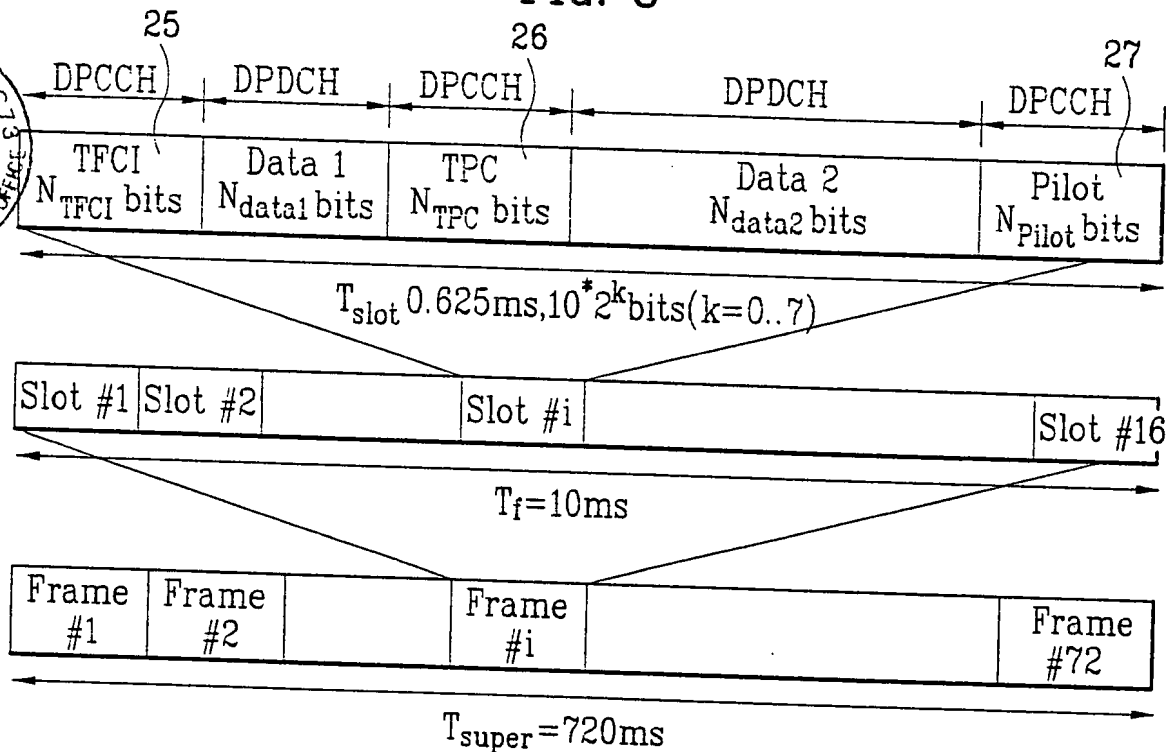 25
26
27
DPCCH DPDCH DPCCH DPDCH DPCCH
TFCI
N_TFCI bits
Data 1
N_data1 bits
TPC
N_TPC bits
Data 2
N_data2 bits
Pilot
N_Pilot bits
T_slot 0.625ms,10*2^k bits(k=0..7)
Slot #1 Slot #2 Slot #i Slot #16
T_f=10ms
Frame
#1
Frame
#2
Frame
#i
Frame
#72
T_super=720ms
OFFICE